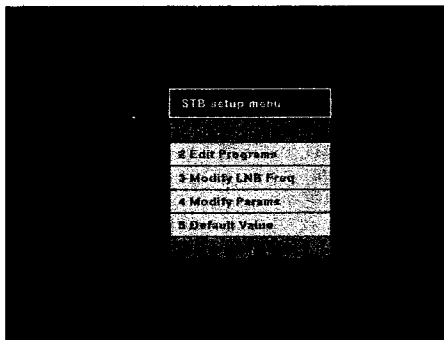 STB setup menu
2 Edit Programs
3 Modify LNB Freq
4 Modify Params
5 Default Value